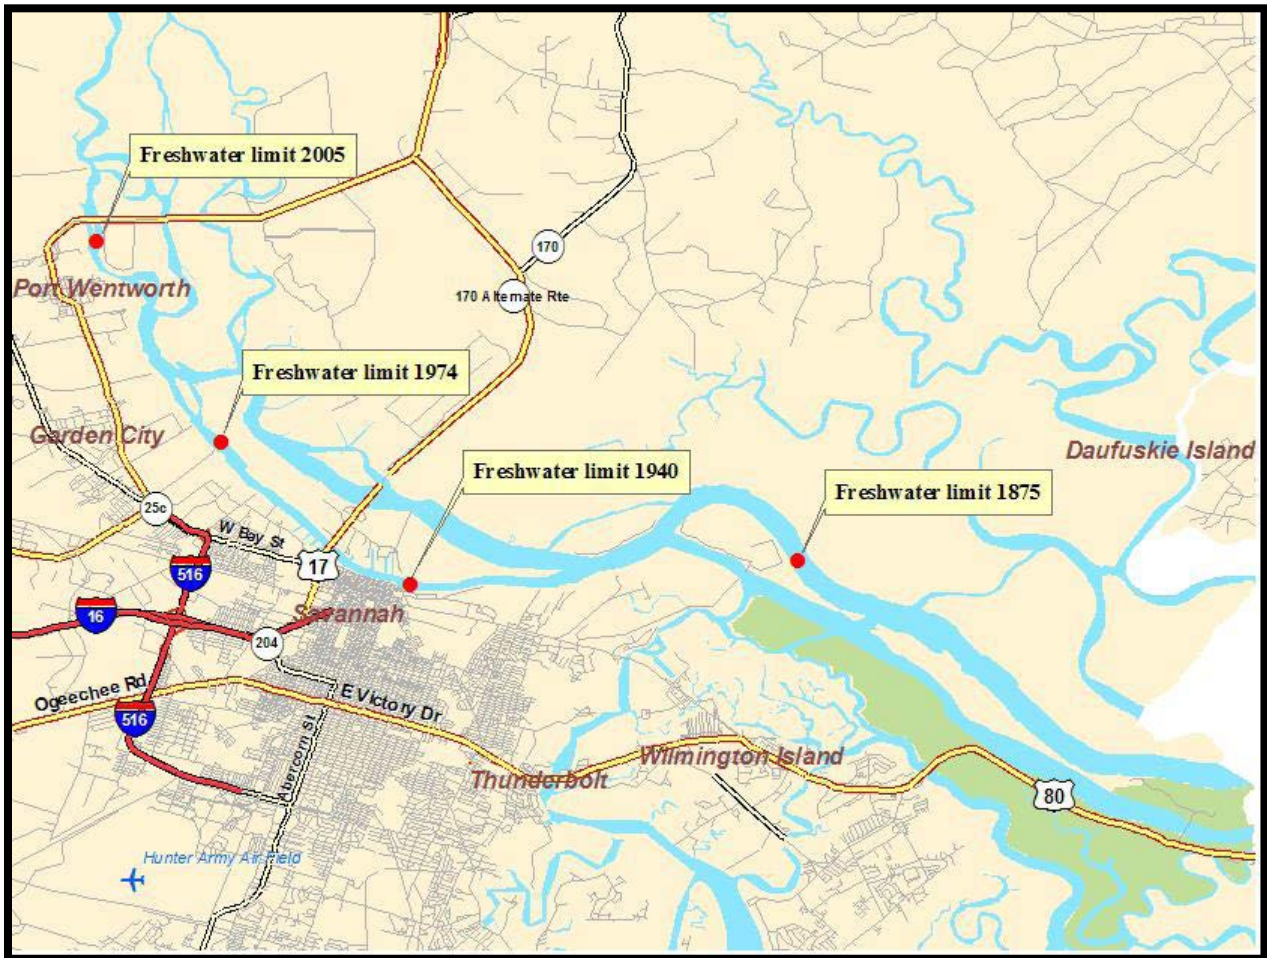 Freshwater limit 2005
170
Port Wentworth
170 Alternate Rte
Freshwater limit 1974
Garden City
Daufuskie Island
Freshwater limit 1940
Freshwater limit 1875
25c
W Bay St
17
516
16
Savannah
204
Ogeechee Rd
E Victory Dr
516
Abercorn St
Wilmington Island
Thunderbolt
80
Hunter Army Air Field